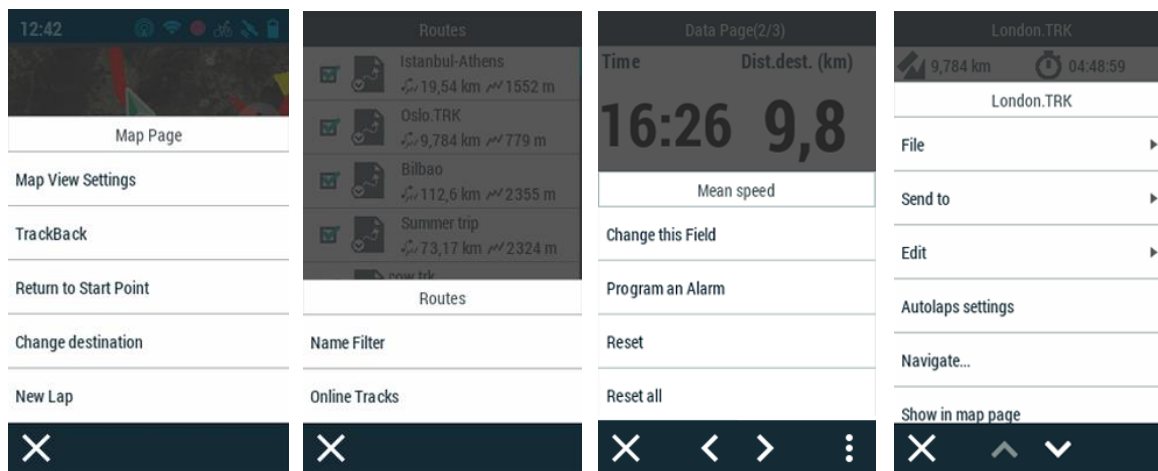 12:42
Map Page
Map View Settings
TrackBack
Return to Start Point
Change destination
New Lap
Routes
Istanbul-Athens
19,54 km 1552 m
Oslo.TRK
9,784 km 779 m
Bilbao
112,6 km 2355 m
Summer trip
73,17 km 2324 m
cow.trk
Routes
Name Filter
Online Tracks
Data Page(2/3)
Time Dist.dest. (km)
16:26 9,8
Mean speed
Change this Field
Program an Alarm
Reset
Reset all
London.TRK
9,784 km 04:48:59
London.TRK
File
Send to
Edit
Autolaps settings
Navigate...
Show in map page